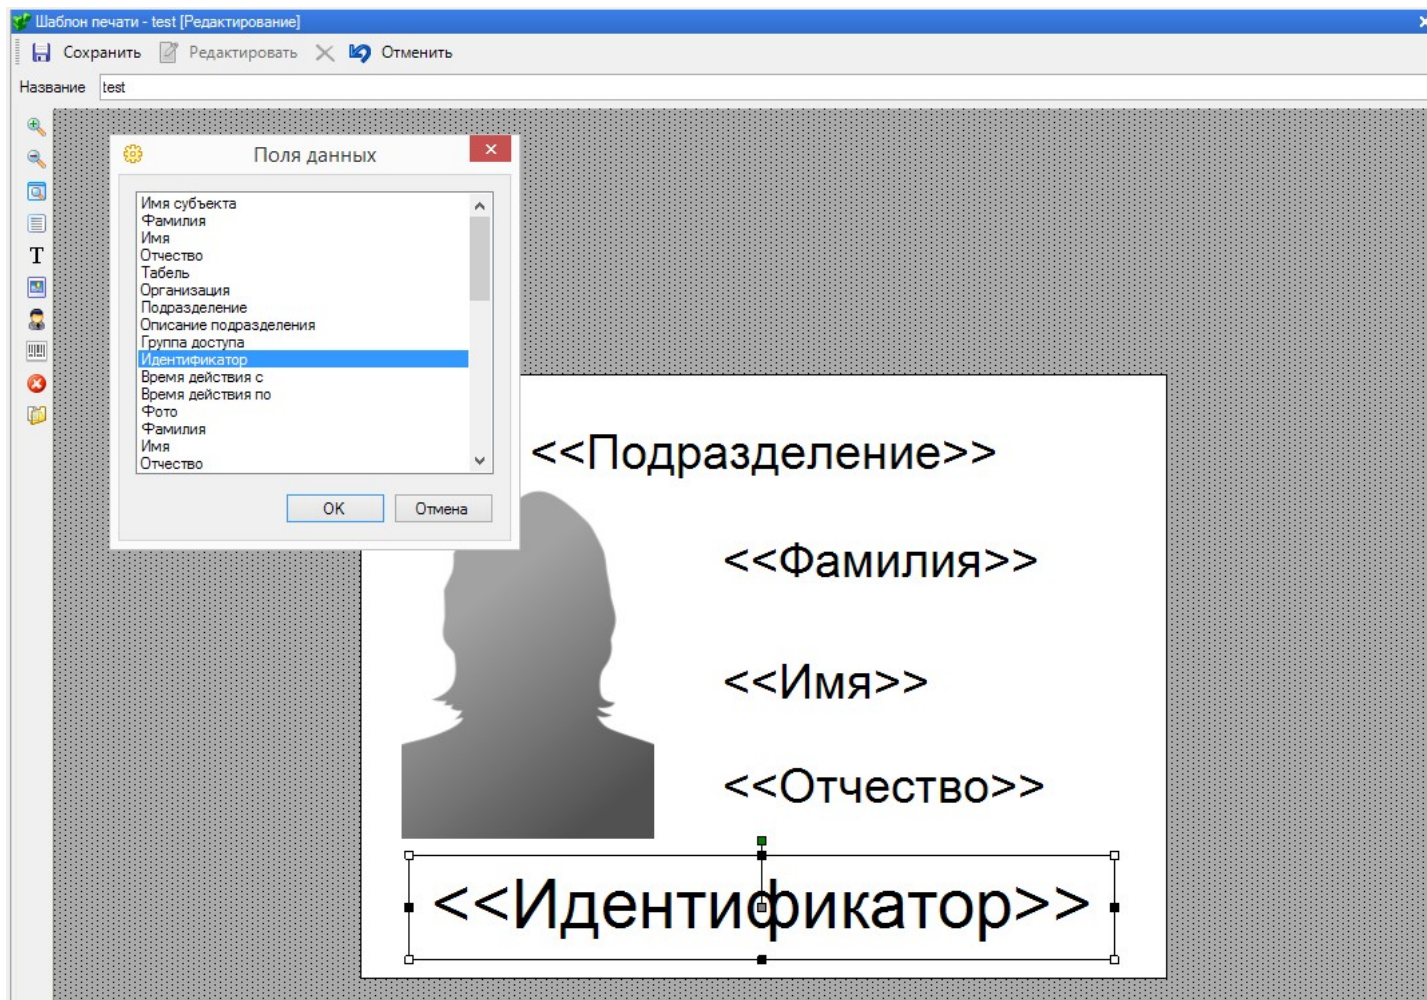 Шаблон печати - test [Редактирование]
Сохранить Редактировать Отменить
Название test
Поля данных
Имя субъекта
Фамилия
Имя
Отчество
Табель
Организация
Подразделение
Описание подразделения
Группа доступа
Идентификатор
Время действия с
Время действия по
Фото
Фамилия
Имя
Отчество
OK Отмена
T
<<Подразделение>>
<<Фамилия>>
<<Имя>>
<<Отчество>>
<<Идентификатор>>